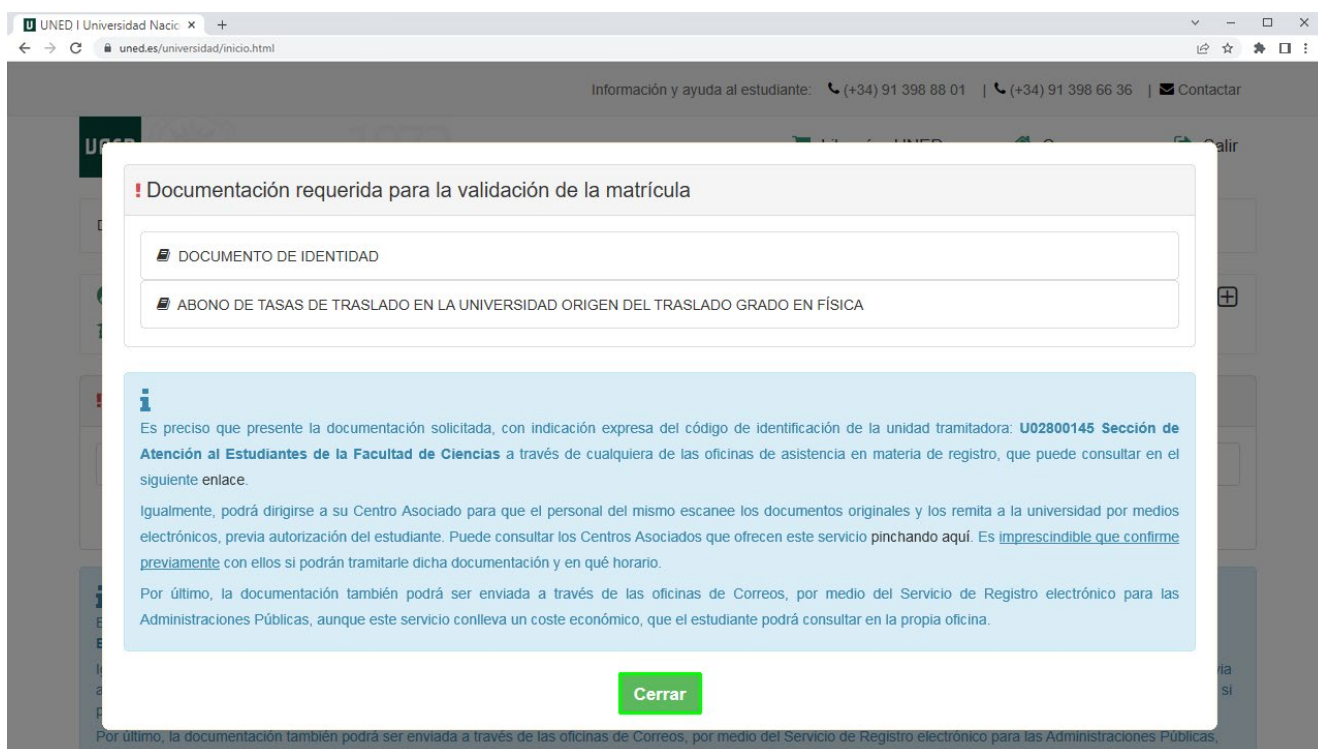 UNED I Universidad Nacio
uned.es/universidad/inicio.html
Información y ayuda al estudiante: (+34) 91 398 88 01 | (+34) 91 398 66 36 | Contactar
! Documentación requerida para la validación de la matrícula
DOCUMENTO DE IDENTIDAD
ABONO DE TASAS DE TRASLADO EN LA UNIVERSIDAD ORIGEN DEL TRASLADO GRADO EN FÍSICA
Es preciso que presente la documentación solicitada, con indicación expresa del código de identificación de la unidad tramitadora: U02800145 Sección de
Atención al Estudiantes de la Facultad de Ciencias a través de cualquiera de las oficinas de asistencia en materia de registro, que puede consultar en el
siguiente enlace.
Igualmente, podrá dirigirse a su Centro Asociado para que el personal del mismo escanee los documentos originales y los remita a la universidad por medios
electrónicos, previa autorización del estudiante. Puede consultar los Centros Asociados que ofrecen este servicio pinchando aquí. Es imprescindible que confirme
previamente con ellos si podrán tramitarle dicha documentación y en qué horario.
Por último, la documentación también podrá ser enviada a través de las oficinas de Correos, por medio del Servicio de Registro electrónico para las
Administraciones Públicas, aunque este servicio conlleva un coste económico, que el estudiante podrá consultar en la propia oficina.
Cerrar
Por último, la documentación también podrá ser enviada a través de las oficinas de Correos, por medio del Servicio de Registro electrónico para las Administraciones Públicas,